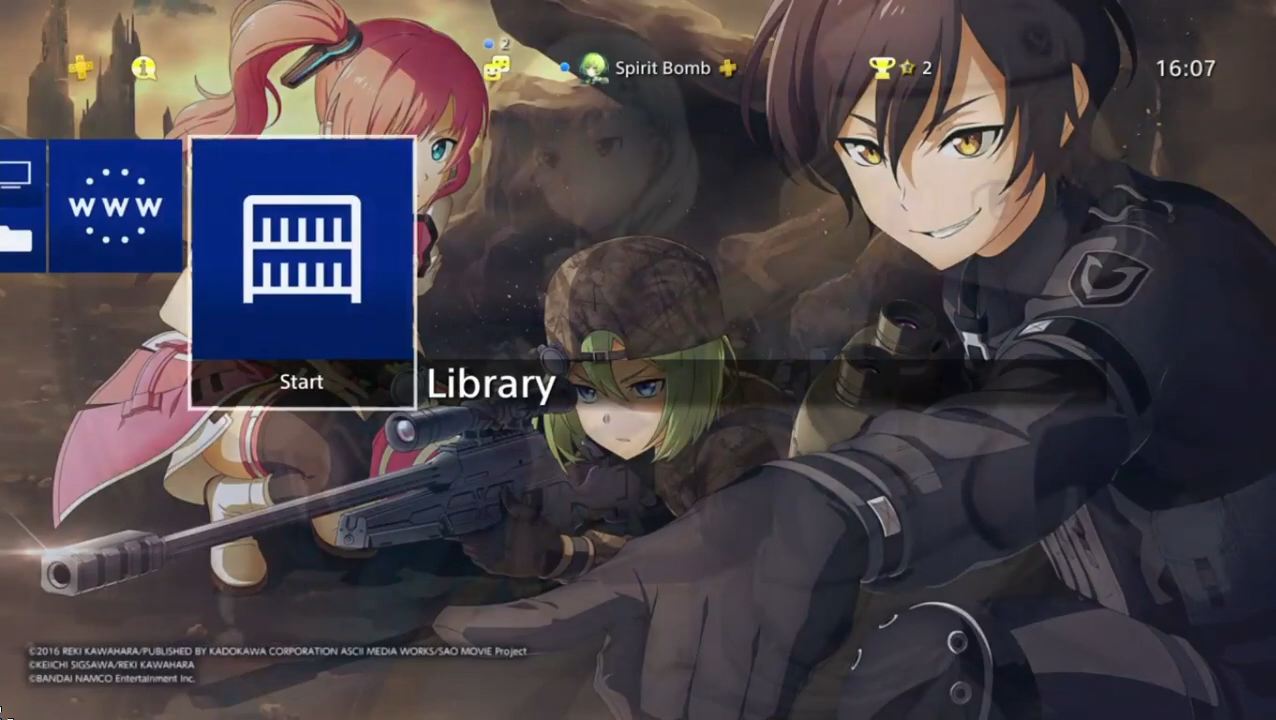 2
Spirit Bomb
2
16:07
WWW
Start
Library
©2016 REKI KAWAHARA/PUBLISHED BY KADOKAWA CORPORATION ASCII MEDIA WORKS/SAO MOVIE Project
©KEIICHI SIGSAWA/REKI KAWAHARA
©BANDAI NAMCO Entertainment Inc.